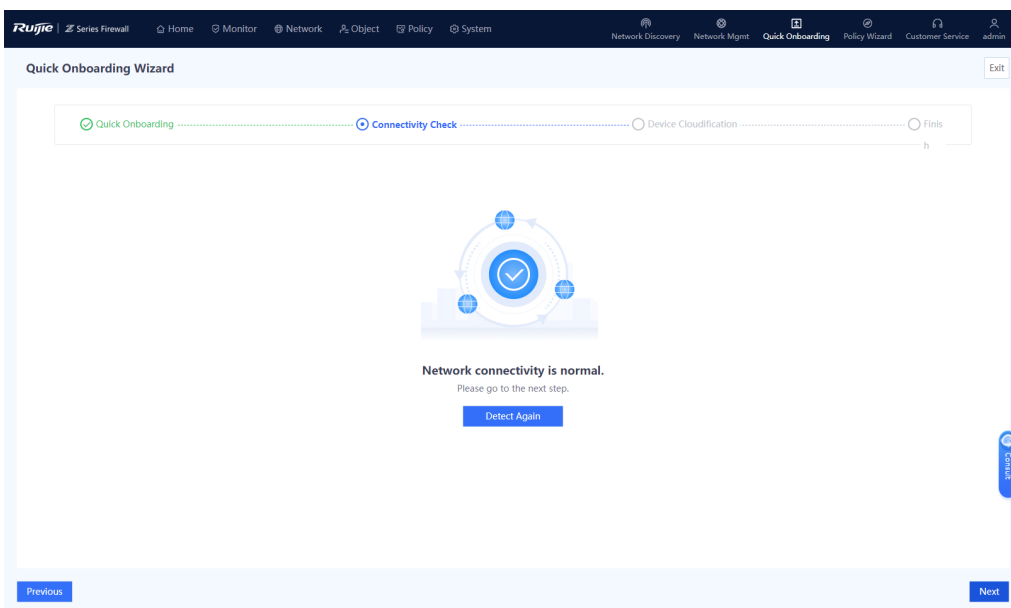 Ruijie | Z Series Firewall Home Monitor Network Object Policy System
Network Discovery Network Mgmt Quick Onboarding Policy Wizard Customer Service admin
Quick Onboarding Wizard Exit
Quick Onboarding Connectivity Check Device Cloudification Finis
h
Network connectivity is normal.
Please go to the next step.
Detect Again
Consult
Previous Next